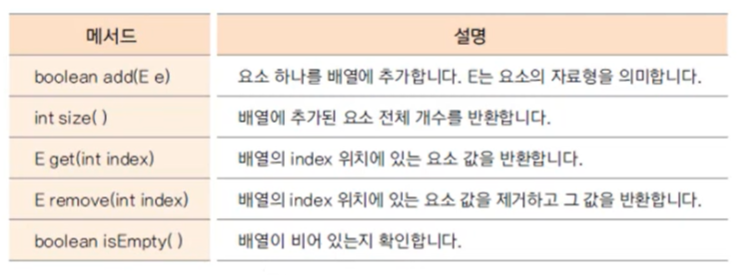 메서드 설명
boolean add(E e) 요소 하나를 배열에 추가합니다. E는 요소의 자료형을 의미합니다.
int size( ) 배열에 추가된 요소 전체 개수를 반환합니다.
E get(int index) 배열의 index 위치에 있는 요소 값을 반환합니다.
E remove(int index) 배열의 index 위치에 있는 요소 값을 제거하고 그 값을 반환합니다.
boolean isEmpty( ) 배열이 비어 있는지 확인합니다.